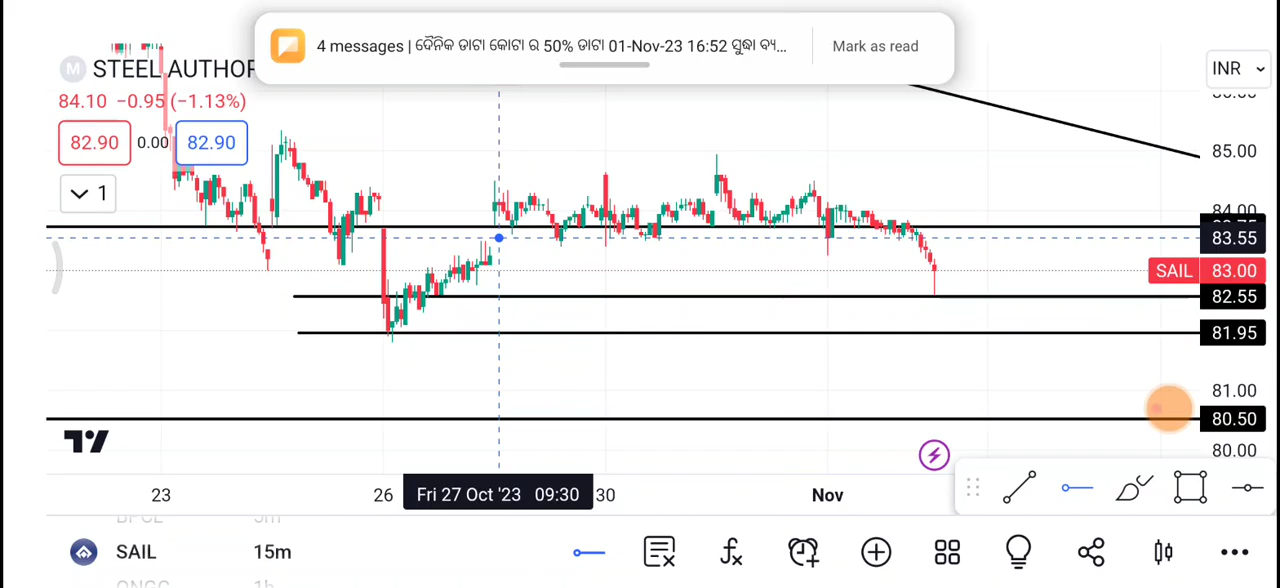 4 messages | ଦୈନିକ ଡାଟା କୋଟା ର 50% ଡାଟା 01-Nov-23 16:52 ସୁଦ୍ଧା ବ୍ୟ...
Mark as read
M STEEL AUTHOR
INR
84.10 −0.95 (−1.13%)
82.90 0.00 82.90
1
85.00
84.00
83.55
SAIL 83.00
82.55
81.95
81.00
80.50
80.00
23 26 Fri 27 Oct '23 09:30 30 Nov
SAIL 15m